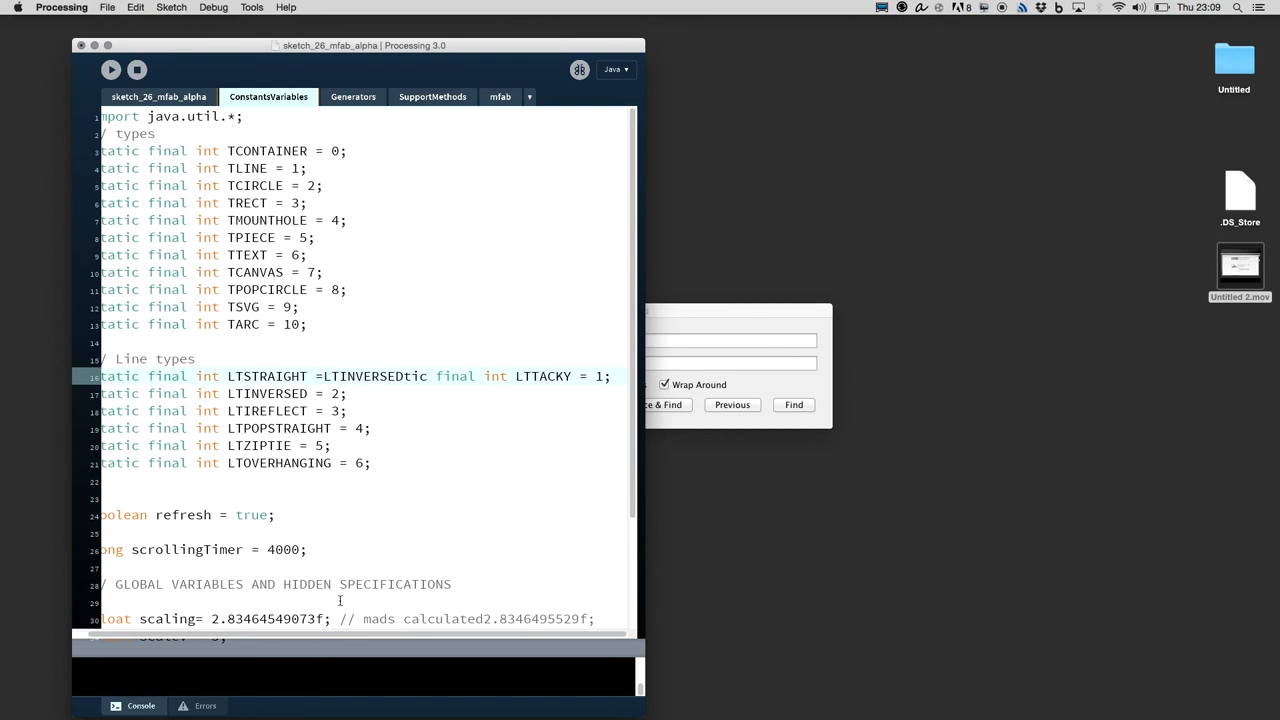 Processing File Edit Sketch Debug Tools Help 8 Thu 23:09
sketch_26_mfab_alpha | Processing 3.0
Java ▾
sketch_26_mfab_alpha ConstantsVariables Generators SupportMethods mfab ▾
1 mport java.util.*;
2 / types
3 tatic final int TCONTAINER = 0;
4 tatic final int TLINE = 1;
5 tatic final int TCIRCLE = 2;
6 tatic final int TRECT = 3;
7 tatic final int TMOUNTHOLE = 4;
8 tatic final int TPIECE = 5;
9 tatic final int TTEXT = 6;
10 tatic final int TCANVAS = 7;
11 tatic final int TPOPCIRCLE = 8;
12 tatic final int TSVG = 9;
13 tatic final int TARC = 10;
14
15 / Line types
16 tatic final int LTSTRAIGHT =LTINVERSEDtic final int LTTACKY = 1;
17 tatic final int LTINVERSED = 2;
18 tatic final int LTIREFLECT = 3;
19 tatic final int LTPOPSTRAIGHT = 4;
20 tatic final int LTZIPTIE = 5;
21 tatic final int LTOVERHANGING = 6;
22
23
24 oolean refresh = true;
25
26 ong scrollingTimer = 4000;
27
28 / GLOBAL VARIABLES AND HIDDEN SPECIFICATIONS
29
30 loat scaling= 2.83464549073f; // mads calculated2.8346495529f;
Console Errors
Wrap Around
ce & Find Previous Find
Untitled
.DS_Store
Untitled 2.mov